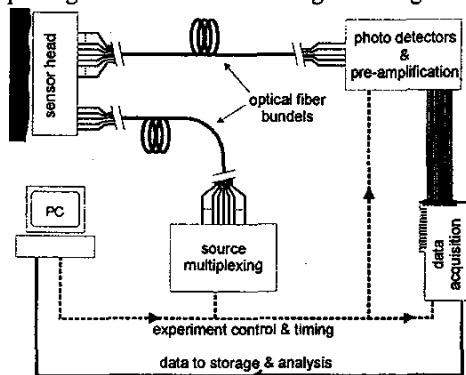 sensor head
photo detectors
&
pre-amplification
optical fiber
bundels
PC
source
multiplexing
data
acquisition
experiment control & timing
data to storage & analysis